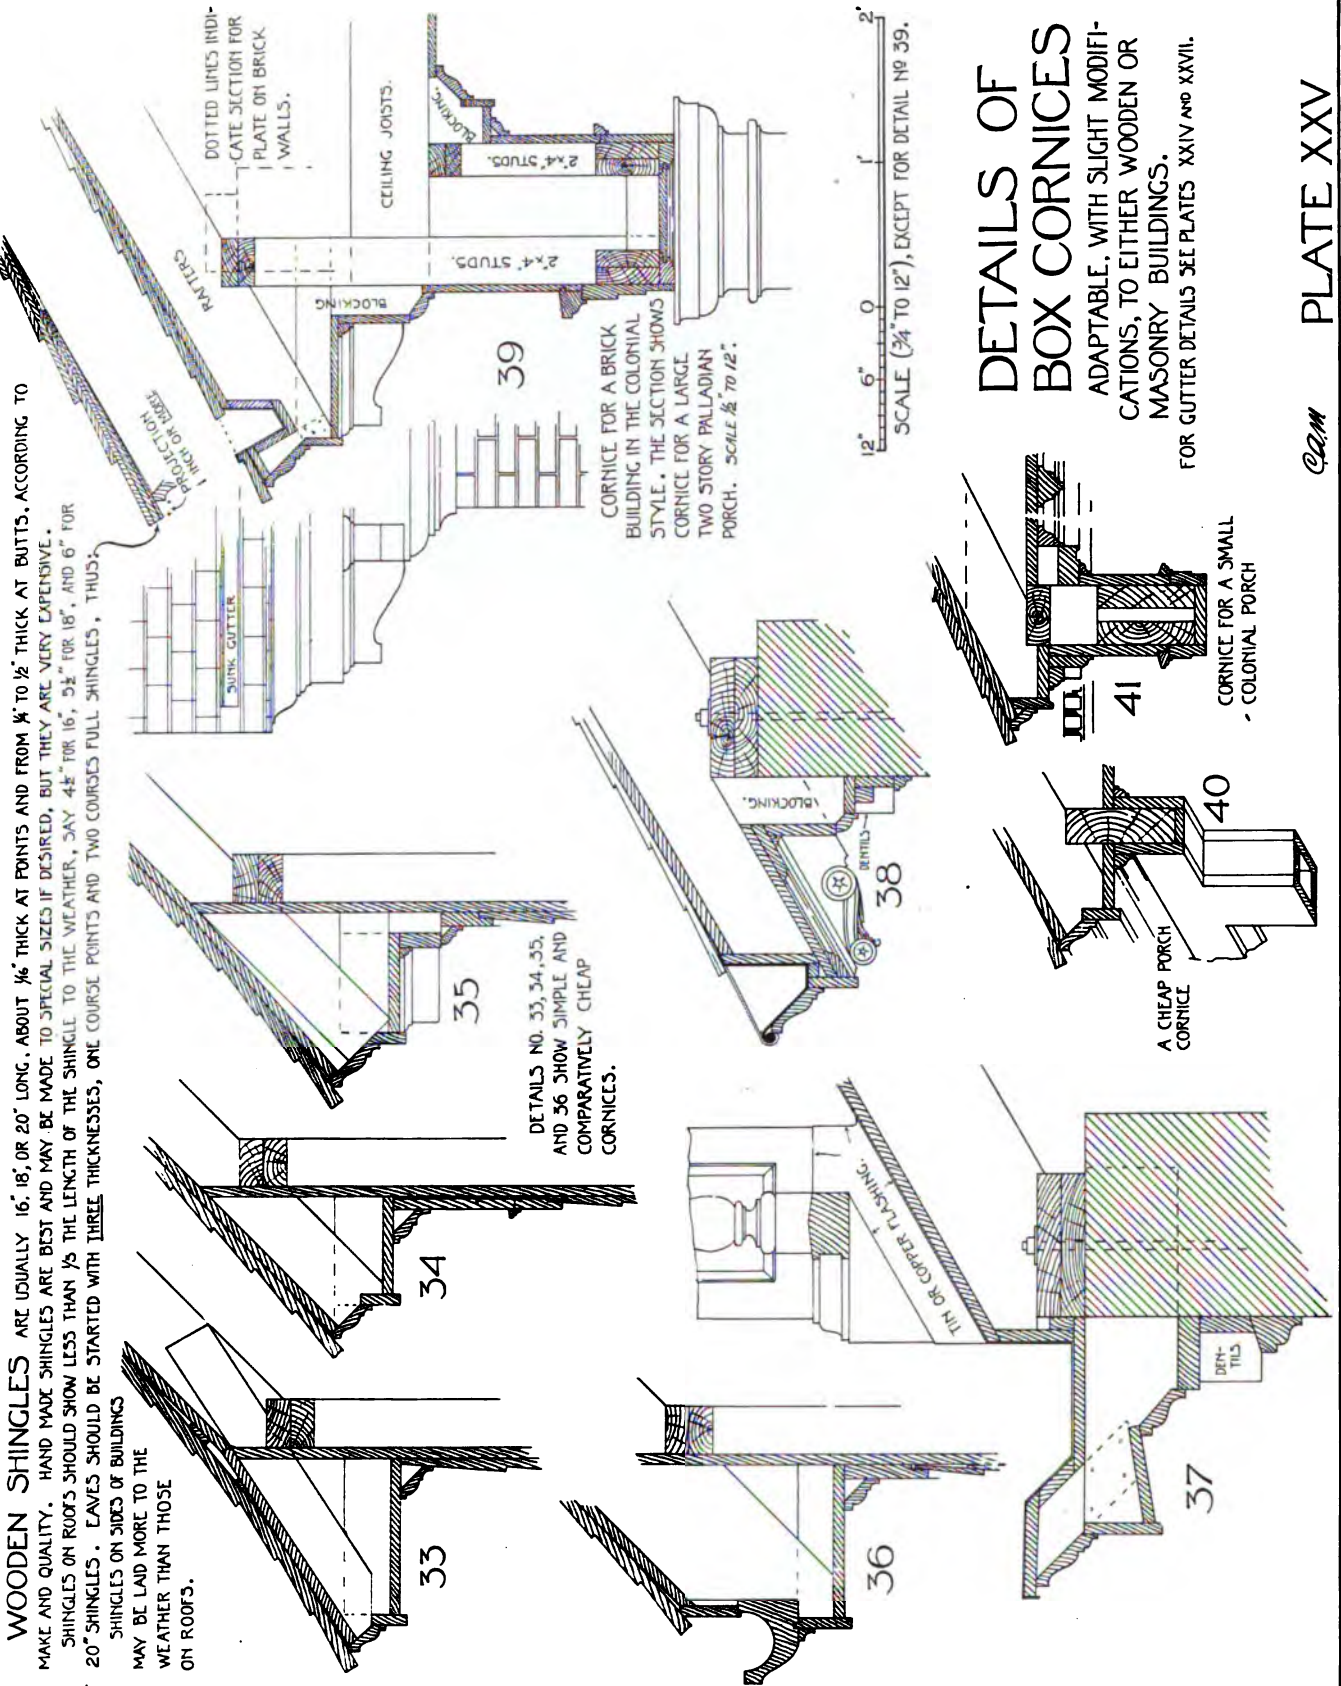 WOODEN SHINGLES ARE USUALLY 16", 18", OR 20" LONG, ABOUT 1/16" THICK AT POINTS AND FROM 1/4" TO 1/2" THICK AT BUTTS, ACCORDING TO
MAKE AND QUALITY. HAND MADE SHINGLES ARE BEST AND MAY BE MADE TO SPECIAL SIZES IF DESIRED, BUT THEY ARE VERY EXPENSIVE.
SHINGLES ON ROOFS SHOULD SHOW LESS THAN 1/3 THE LENGTH OF THE SHINGLE TO THE WEATHER, SAY 4½" FOR 16", 5½" FOR 18", AND 6" FOR
20" SHINGLES. EAVES SHOULD BE STARTED WITH THREE THICKNESSES, ONE COURSE POINTS AND TWO COURSES FULL SHINGLES, THUS:
SHINGLES ON SIDES OF BUILDINGS
MAY BE LAID MORE TO THE
WEATHER THAN THOSE
ON ROOFS.
PROJECTION
1 INCH OR MORE
33
34
35
DETAILS NO. 33, 34, 35,
AND 36 SHOW SIMPLE AND
COMPARATIVELY CHEAP
CORNICES.
SUNK GUTTER
RAFTERS
DOTTED LINES INDI-
CATE SECTION FOR
PLATE ON BRICK
WALLS.
CEILING JOISTS.
BLOCKING
2"x4" STUDS.
2"x4" STUDS.
BLOCKING.
39
CORNICE FOR A BRICK
BUILDING IN THE COLONIAL
STYLE. THE SECTION SHOWS
CORNICE FOR A LARGE
TWO STORY PALLADIAN
PORCH. SCALE ½" TO 12".
36
37
TIN OR COPPER FLASHING.
DEN-
TILS
38
BLOCKING.
DENTILS
12" 6" 0 1' 2'
SCALE (3/4" TO 12"), EXCEPT FOR DETAIL Nº 39.
40
A CHEAP PORCH
CORNICE
41
CORNICE FOR A SMALL
- COLONIAL PORCH
DETAILS OF
BOX CORNICES
ADAPTABLE, WITH SLIGHT MODIFI-
CATIONS, TO EITHER WOODEN OR
MASONRY BUILDINGS.
FOR GUTTER DETAILS SEE PLATES XXIV AND XXVII.
PLATE XXV